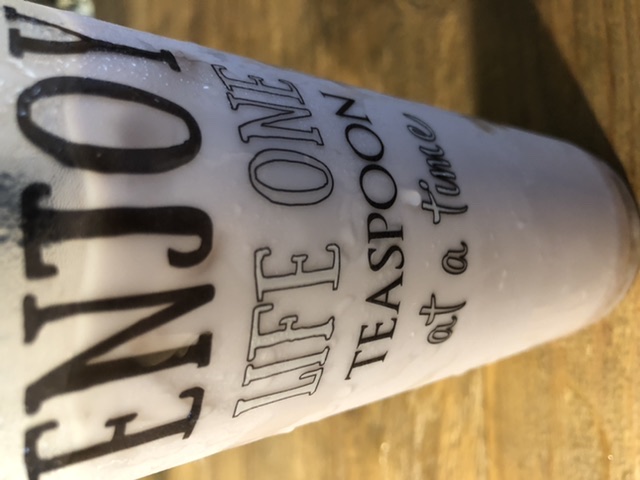 ENJOY
LIFE ONE
TEASPOON
at a time